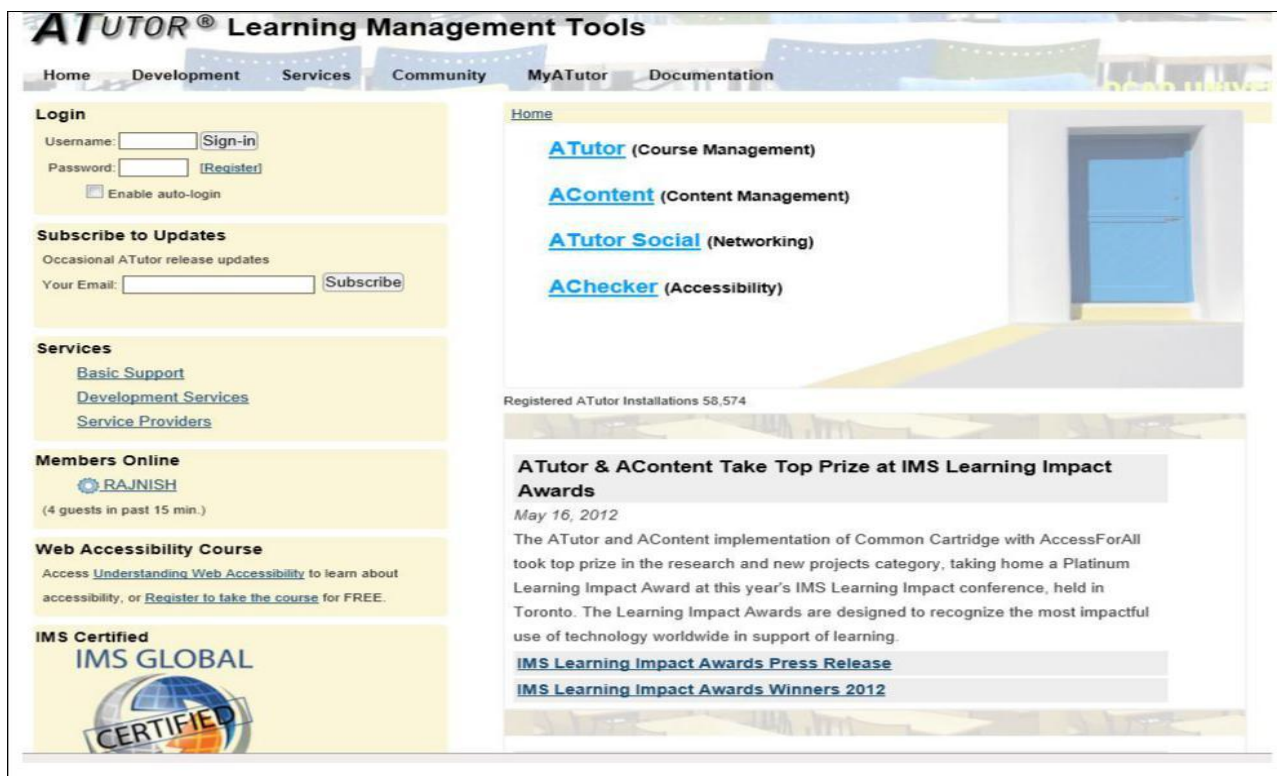 ATUTOR® Learning Management Tools
Home Development Services Community MyATutor Documentation
OCAD UNIVE
Login
Username: Sign-in
Password: [Register]
Enable auto-login
Subscribe to Updates
Occasional ATutor release updates
Your Email: Subscribe
Services
Basic Support
Development Services
Service Providers
Members Online
RAJNISH
(4 guests in past 15 min.)
Web Accessibility Course
Access Understanding Web Accessibility to learn about
accessibility, or Register to take the course for FREE.
IMS Certified
IMS GLOBAL
CERTIFIED
Home
ATutor (Course Management)
AContent (Content Management)
ATutor Social (Networking)
AChecker (Accessibility)
Registered ATutor Installations 58,574
ATutor & AContent Take Top Prize at IMS Learning Impact
Awards
May 16, 2012
The ATutor and AContent implementation of Common Cartridge with AccessForAll
took top prize in the research and new projects category, taking home a Platinum
Learning Impact Award at this year's IMS Learning Impact conference, held in
Toronto. The Learning Impact Awards are designed to recognize the most impactful
use of technology worldwide in support of learning.
IMS Learning Impact Awards Press Release
IMS Learning Impact Awards Winners 2012